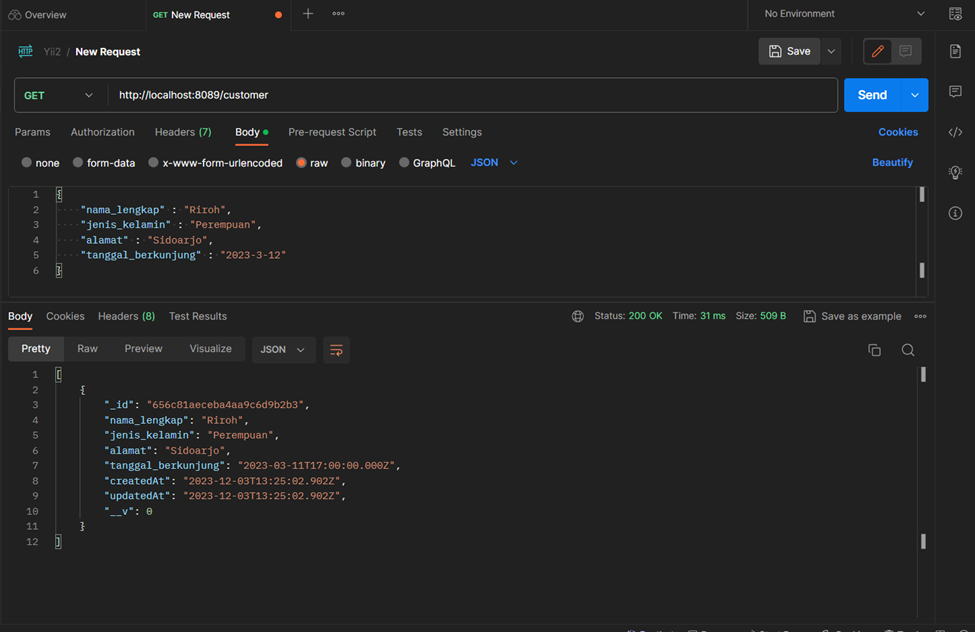 Overview
GET New Request
No Environment
HTTP Yii2 / New Request
Save
GET
http://localhost:8089/customer
Send
Params Authorization Headers (7) Body Pre-request Script Tests Settings Cookies
none form-data x-www-form-urlencoded raw binary GraphQL JSON Beautify
1 {
2 "nama_lengkap" : "Riroh",
3 "jenis_kelamin" : "Perempuan",
4 "alamat" : "Sidoarjo",
5 "tanggal_berkunjung" : "2023-3-12"
6 }
Body Cookies Headers (8) Test Results Status: 200 OK Time: 31 ms Size: 509 B Save as example
Pretty Raw Preview Visualize JSON
1 [
2 {
3 "_id": "656c81aeceba4aa9c6d9b2b3",
4 "nama_lengkap": "Riroh",
5 "jenis_kelamin": "Perempuan",
6 "alamat": "Sidoarjo",
7 "tanggal_berkunjung": "2023-03-11T17:00:00.000Z",
8 "createdAt": "2023-12-03T13:25:02.902Z",
9 "updatedAt": "2023-12-03T13:25:02.902Z",
10 "__v": 0
11 }
12 ]